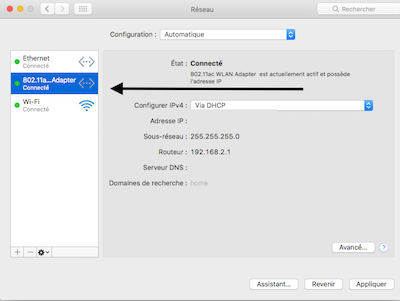 Réseau
Rechercher
Configuration : Automatique
Ethernet
Connecté
802.11a...Adapter
Connecté
Wi-Fi
Connecté
État : Connecté
802.11ac WLAN Adapter est actuellement actif et possède
l'adresse IP
Configurer IPv4 : Via DHCP
Adresse IP :
Sous-réseau : 255.255.255.0
Routeur : 192.168.2.1
Serveur DNS :
Domaines de recherche : home
Avancé... ?
Assistant... Revenir Appliquer